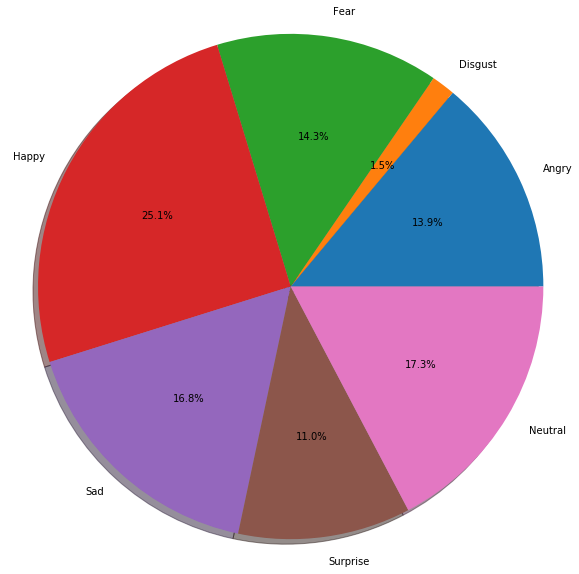 Fear
Disgust
14.3%
Happy
1.5%
Angry
25.1%
13.9%
17.3%
16.8%
Neutral
11.0%
Sad
Surprise